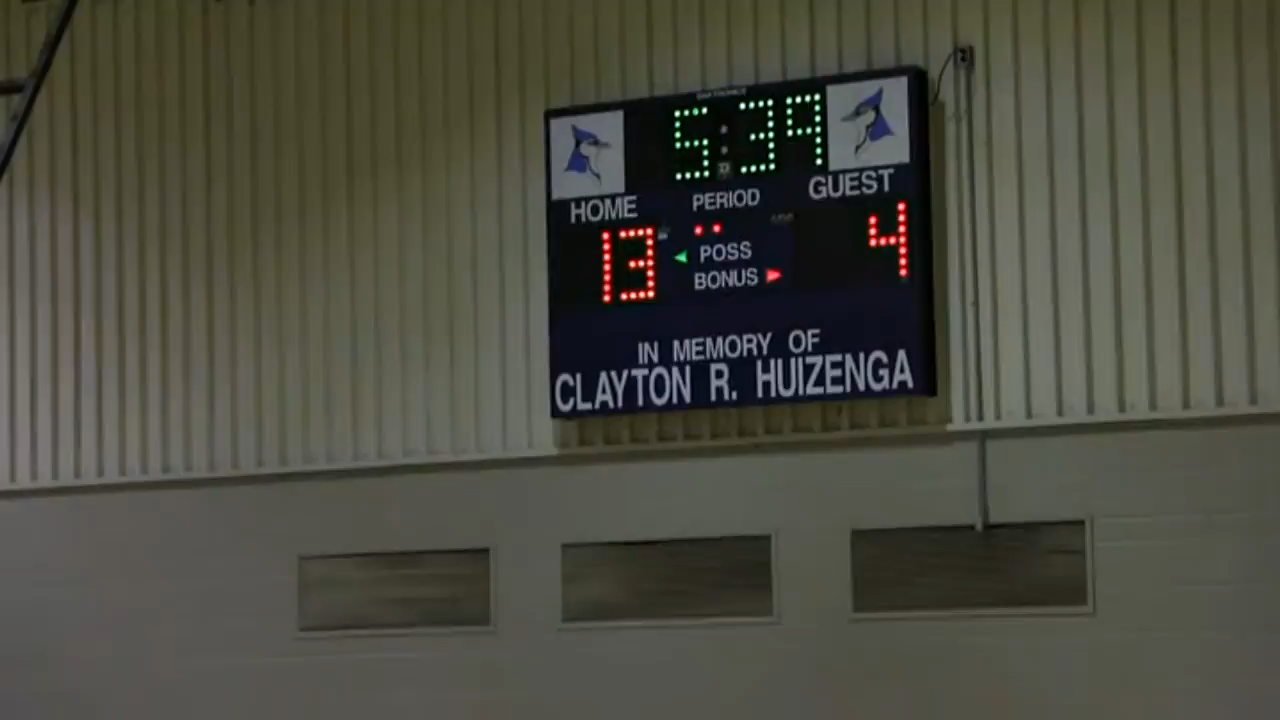 5:39
HOME
PERIOD
GUEST
13
POSS
4
BONUS
IN MEMORY OF
CLAYTON R. HUIZENGA